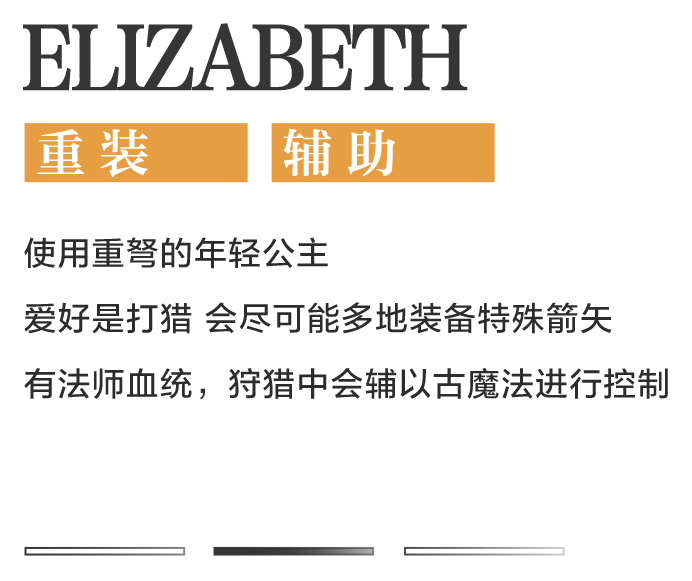 ELIZABETH
重装 辅助
使用重弩的年轻公主
爱好是打猎 会尽可能多地装备特殊箭矢
有法师血统，狩猎中会辅以古魔法进行控制